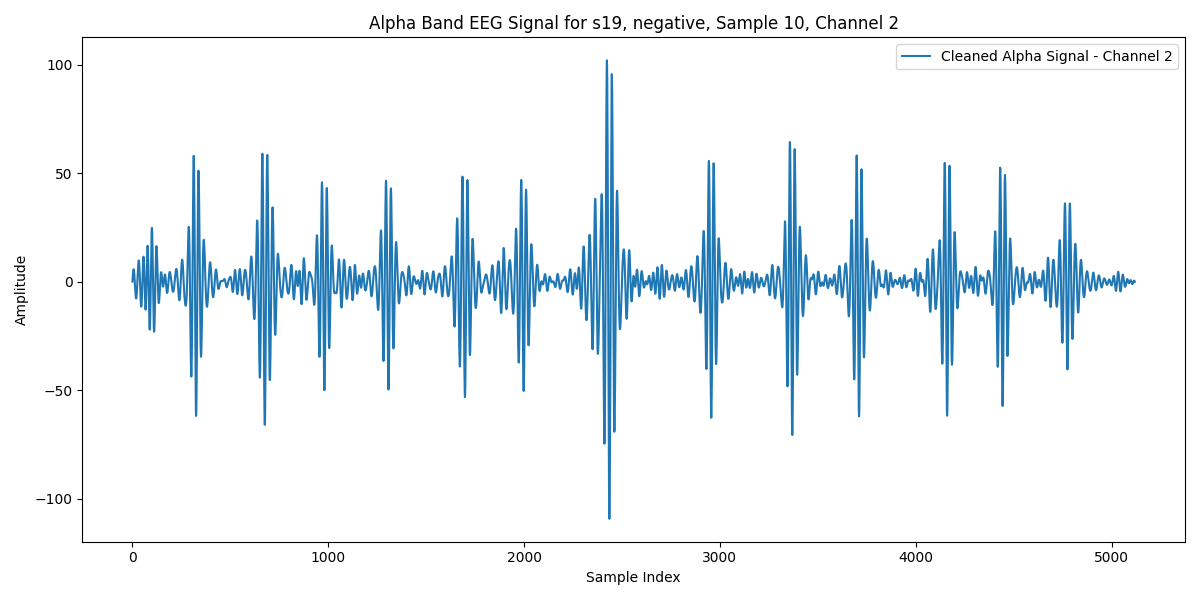 Alpha Band EEG Signal for s19, negative, Sample 10, Channel 2
Cleaned Alpha Signal - Channel 2
100
50
0
−50
−100
Amplitude
0 1000 2000 3000 4000 5000
Sample Index